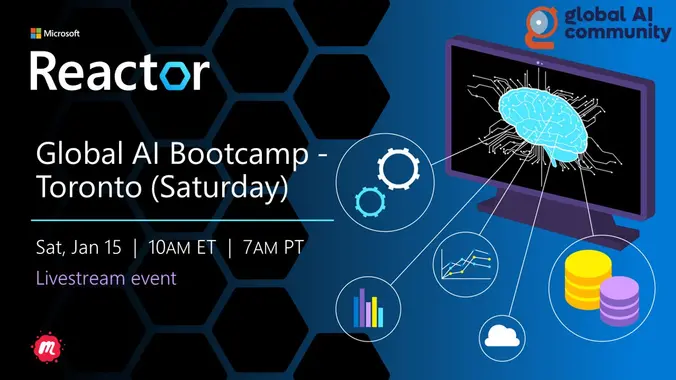 Microsoft
Reactor
global AI
community
Global AI Bootcamp -
Toronto (Saturday)
Sat, Jan 15 | 10AM ET | 7AM PT
Livestream event
m